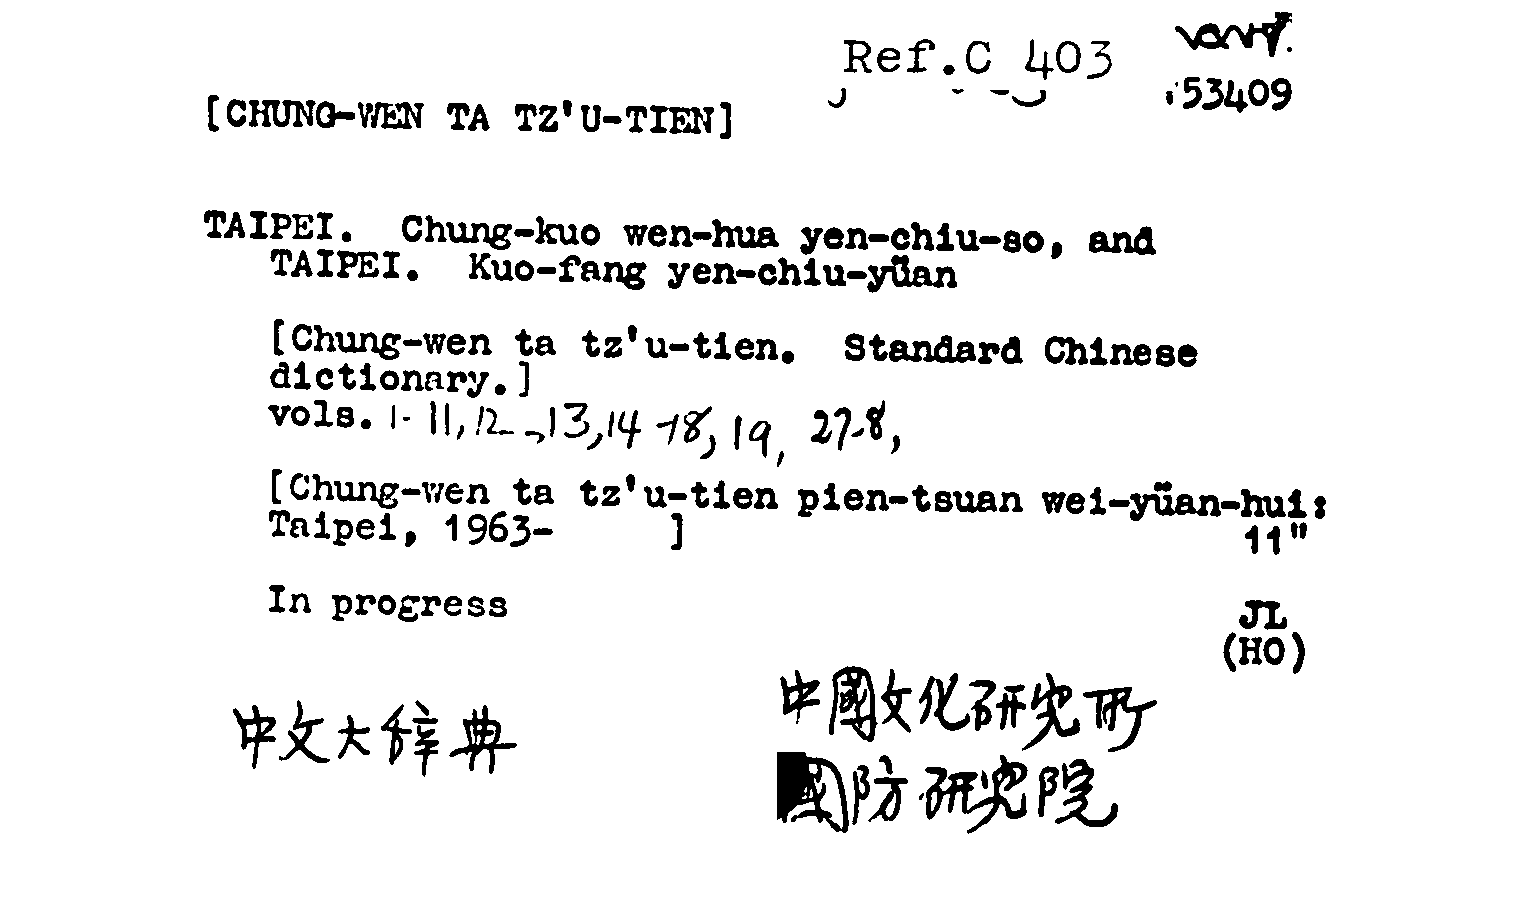 Ref.C 403
cont.
53409
[CHUNG-WEN TA TZ'U-TIEN]
TAIPEI. Chung-kuo wen-hua yen-chiu-so, and
TAIPEI. Kuo-fang yen-chiu-yüan
[Chung-wen ta tz'u-tien. Standard Chinese
dictionary.]
vols. 1-11, 12-, 13, 14-18, 19, 27-8,
[Chung-wen ta tz'u-tien pien-tsuan wei-yüan-hui:
Taipei, 1963- ]
11"
In progress
JL
(HO)
中國文化研究所
中文大辞典
國防研究院